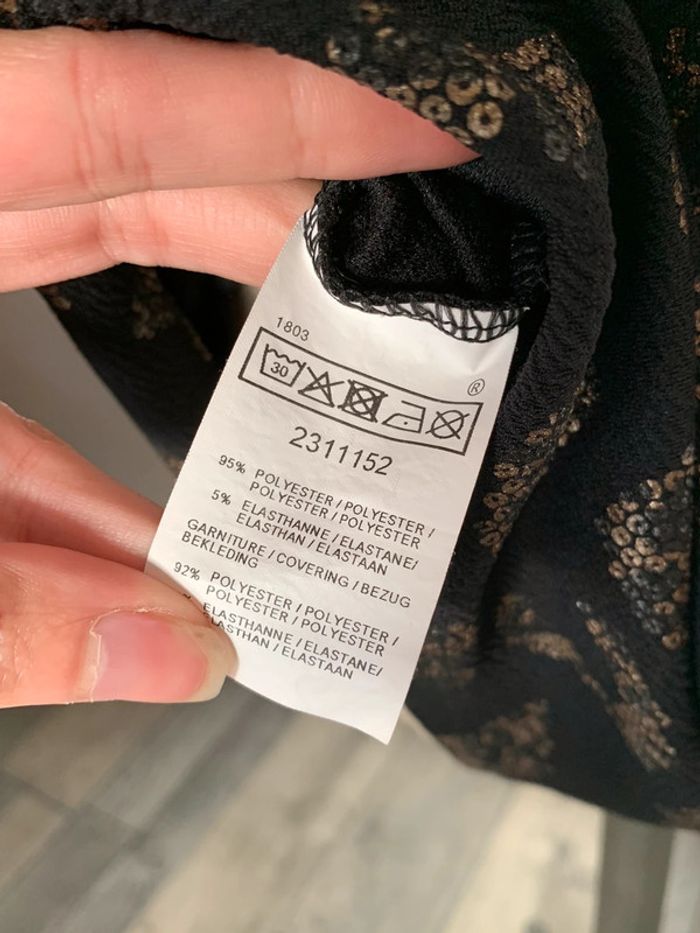 1803
30
®
2311152
95% POLYESTER / POLYESTER /
POLYESTER / POLYESTER
5% ELASTHANNE / ELASTANE/
ELASTHAN / ELASTAAN
GARNITURE / COVERING / BEZUG
BEKLEDING
92% POLYESTER / POLYESTER /
POLYESTER / POLYESTER
ELASTHANNE / ELASTANE/
ELASTHAN / ELASTAAN